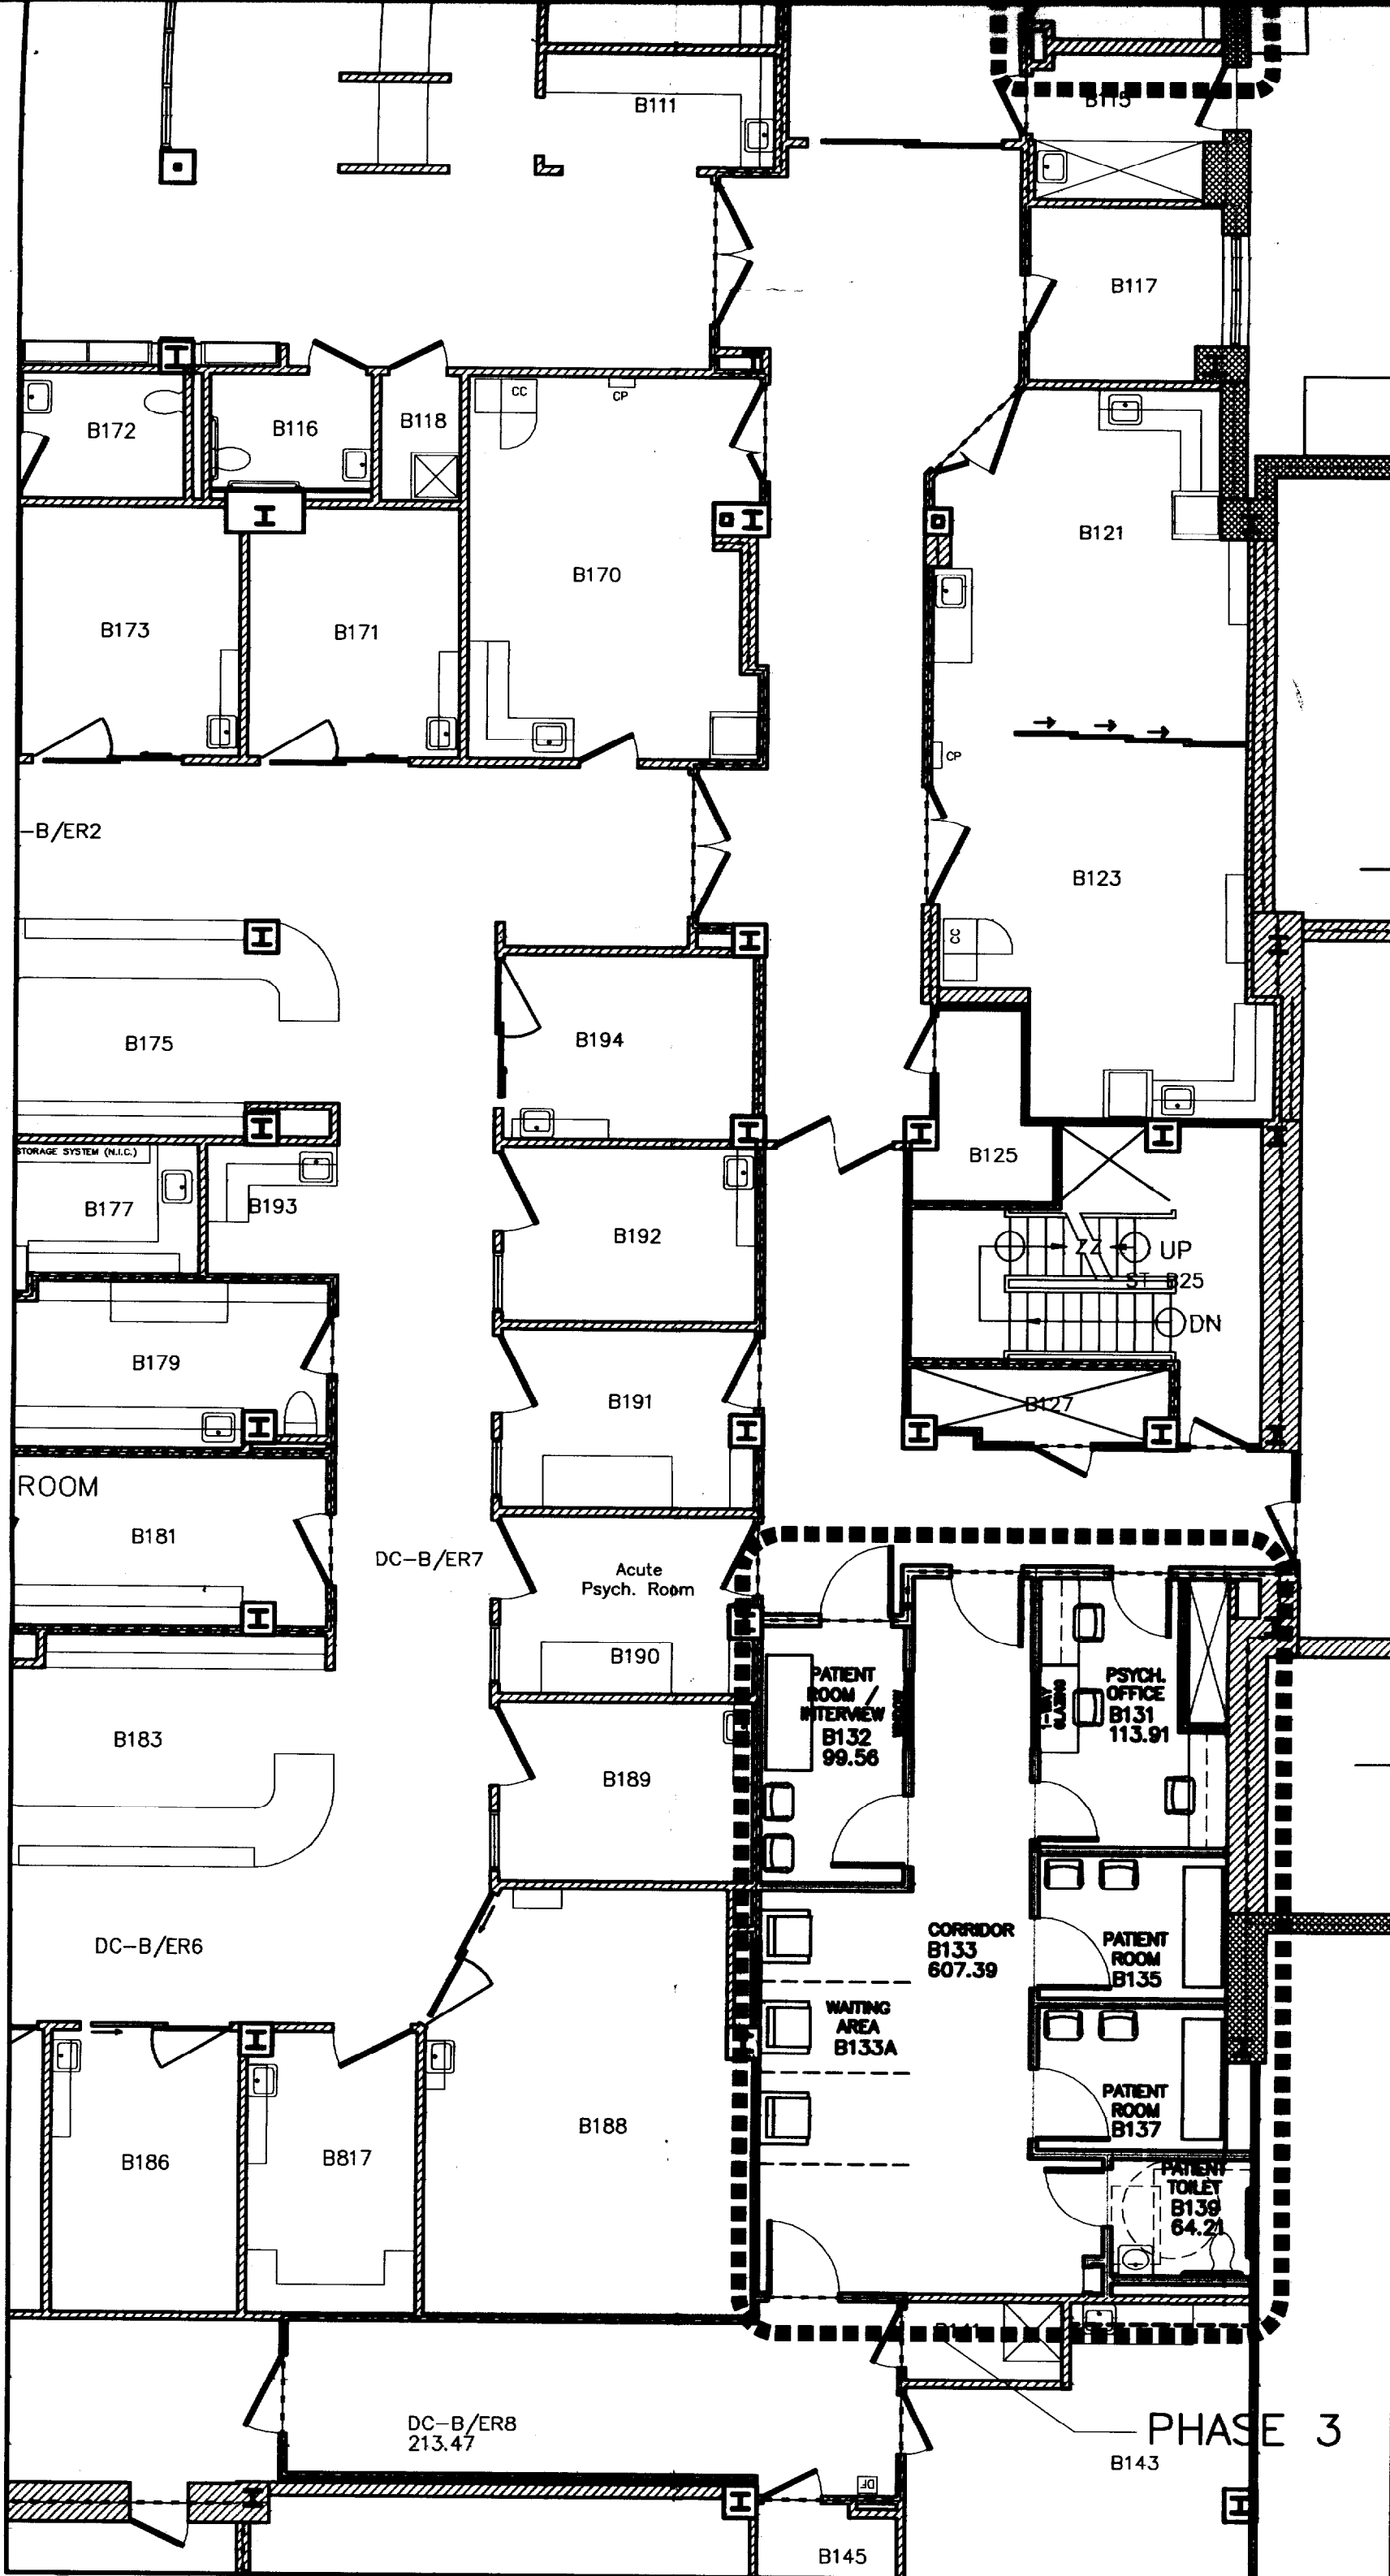 B111
B115
B117
CC
CP
B172
B116
B118
B121
B170
B173
B171
CP
-B/ER2
B123
CC
B175
B194
B125
STORAGE SYSTEM (N.I.C.)
B177
B193
B192
UP
ST B25
DN
B179
B191
B127
ROOM
B181
DC-B/ER7
Acute
Psych. Room
B190
PATIENT
ROOM /
INTERVIEW
B132
99.56
GLAZING
PSYCH.
OFFICE
B131
113.91
B183
B189
CORRIDOR
B133
607.39
PATIENT
ROOM
B135
DC-B/ER6
WAITING
AREA
B133A
PATIENT
ROOM
B137
B188
B186
B817
PATIENT
TOILET
B139
64.21
B141
DC-B/ER8
213.47
PHASE 3
B143
DF
B145